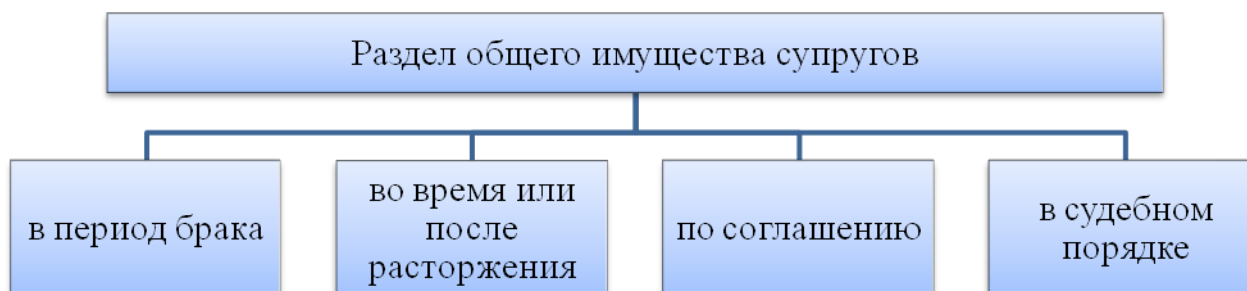 Раздел общего имущества супругов
в период брака
во время или
после
расторжения
по соглашению
в судебном
порядке